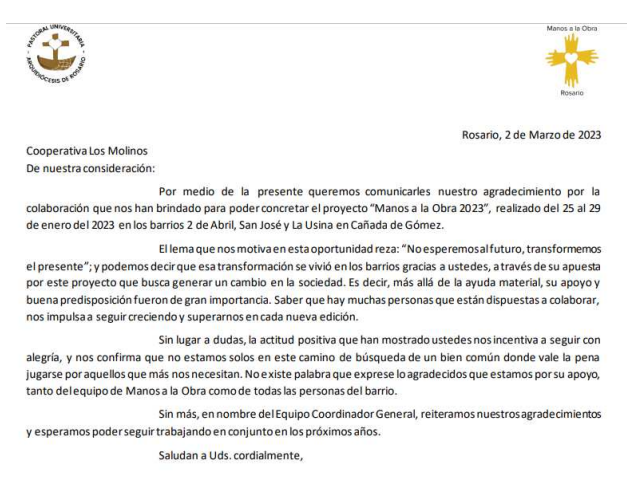 PASTORAL UNIVERSITARIA
ARQUIDIÓCESIS DE ROSARIO
Manos a la Obra
Rosario
Rosario, 2 de Marzo de 2023
Cooperativa Los Molinos
De nuestra consideración:
Por medio de la presente queremos comunicarles nuestro agradecimiento por la
colaboración que nos han brindado para poder concretar el proyecto “Manos a la Obra 2023”, realizado del 25 al 29
de enero del 2023 en los barrios 2 de Abril, San José y La Usina en Cañada de Gómez.
El lema que nos motiva en esta oportunidad reza: “No esperemos al futuro, transformemos
el presente”; y podemos decir que esa transformación se vivió en los barrios gracias a ustedes, a través de su apuesta
por este proyecto que busca generar un cambio en la sociedad. Es decir, más allá de la ayuda material, su apoyo y
buena predisposición fueron de gran importancia. Saber que hay muchas personas que están dispuestas a colaborar,
nos impulsa a seguir creciendo y superarnos en cada nueva edición.
Sin lugar a dudas, la actitud positiva que han mostrado ustedes nos incentiva a seguir con
alegría, y nos confirma que no estamos solos en este camino de búsqueda de un bien común donde vale la pena
jugarse por aquellos que más nos necesitan. No existe palabra que exprese lo agradecidos que estamos por su apoyo,
tanto del equipo de Manos a la Obra como de todas las personas del barrio.
Sin más, en nombre del Equipo Coordinador General, reiteramos nuestros agradecimientos
y esperamos poder seguir trabajando en conjunto en los próximos años.
Saludan a Uds. cordialmente,